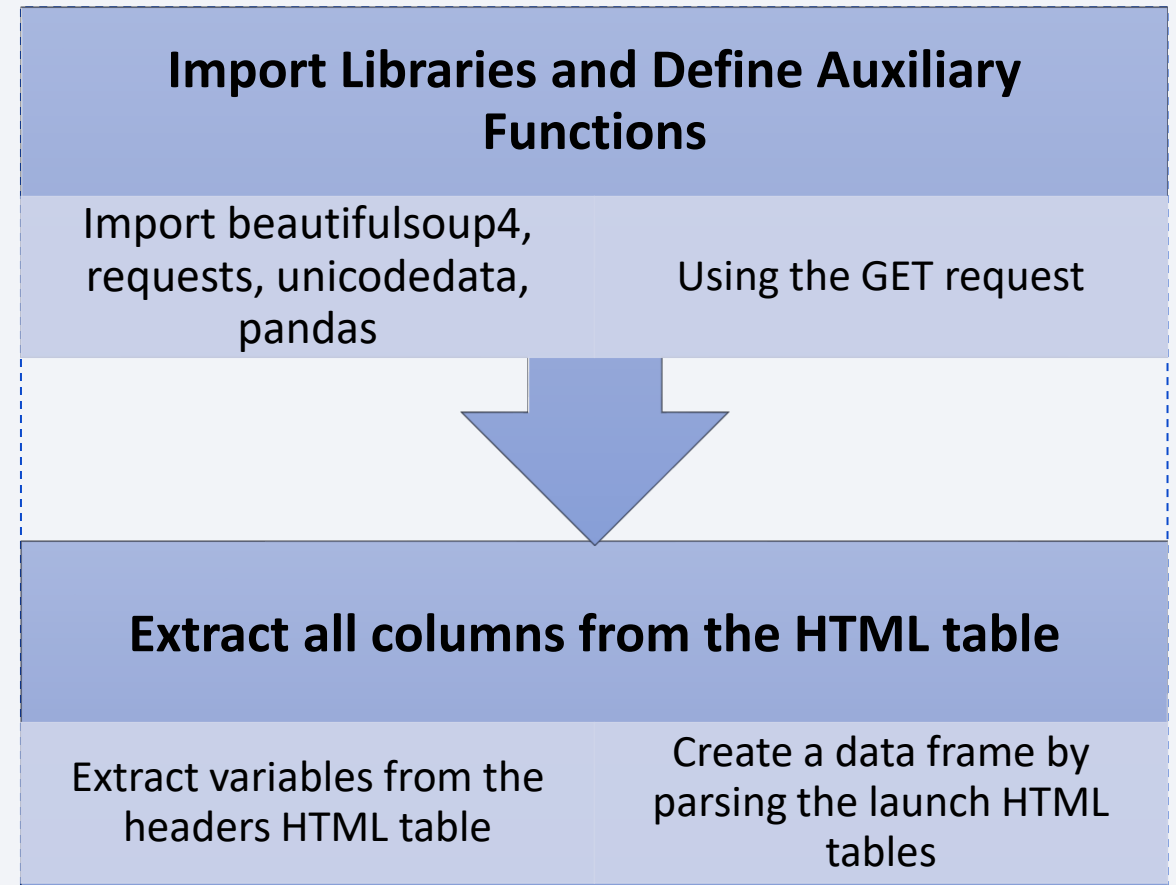 Import Libraries and Define Auxiliary
Functions
Import beautifulsoup4,
requests, unicodedata,
pandas
Using the GET request
Extract all columns from the HTML table
Extract variables from the
headers HTML table
Create a data frame by
parsing the launch HTML
tables